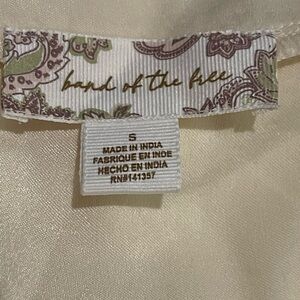 band of the free
S
MADE IN INDIA
FABRIQUE EN INDE
HECHO EN INDIA
RN#141357